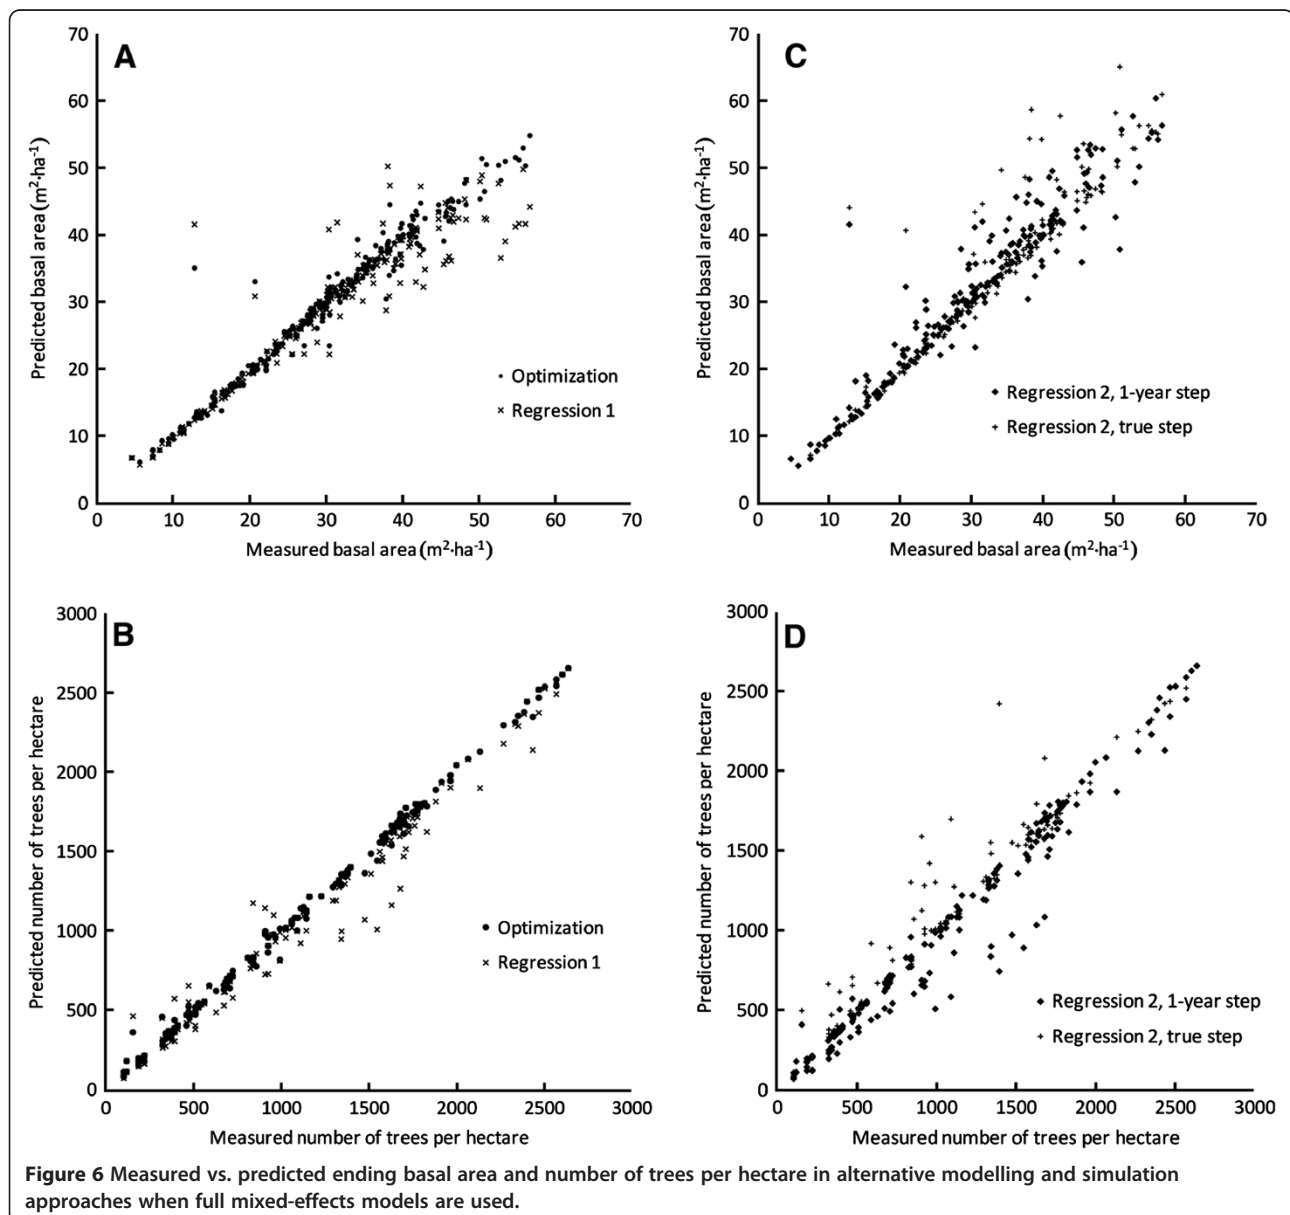 A
Predicted basal area (m²·ha⁻¹)
70
60
50
40
30
20
10
0
0 10 20 30 40 50 60 70
Measured basal area (m²·ha⁻¹)
Optimization
Regression 1
C
Predicted basal area (m²·ha⁻¹)
70
60
50
40
30
20
10
0
0 10 20 30 40 50 60 70
Measured basal area (m²·ha⁻¹)
Regression 2, 1-year step
Regression 2, true step
B
Predicted number of trees per hectare
3000
2500
2000
1500
1000
500
0
0 500 1000 1500 2000 2500 3000
Measured number of trees per hectare
Optimization
Regression 1
D
Predicted number of trees per hectare
3000
2500
2000
1500
1000
500
0
0 500 1000 1500 2000 2500 3000
Measured number of trees per hectare
Regression 2, 1-year step
Regression 2, true step
Figure 6 Measured vs. predicted ending basal area and number of trees per hectare in alternative modelling and simulation
approaches when full mixed-effects models are used.